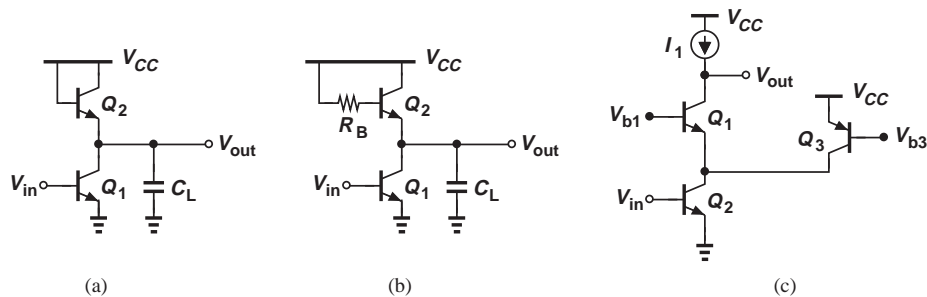 V_CC
Q_2
V_out
V_in
Q_1
C_L
(a)
V_CC
R_B
Q_2
V_out
V_in
Q_1
C_L
(b)
V_CC
I_1
V_out
V_b1
Q_1
V_CC
Q_3
V_b3
V_in
Q_2
(c)